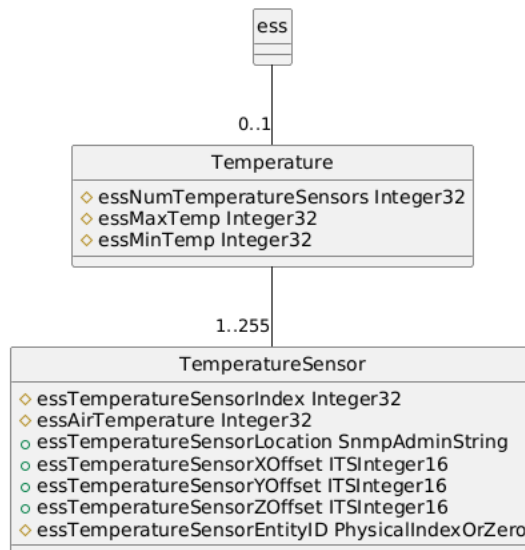 ess
0..1
Temperature
essNumTemperatureSensors Integer32
essMaxTemp Integer32
essMinTemp Integer32
1..255
TemperatureSensor
essTemperatureSensorIndex Integer32
essAirTemperature Integer32
essTemperatureSensorLocation SnmpAdminString
essTemperatureSensorXOffset ITSInteger16
essTemperatureSensorYOffset ITSInteger16
essTemperatureSensorZOffset ITSInteger16
essTemperatureSensorEntityID PhysicalIndexOrZero